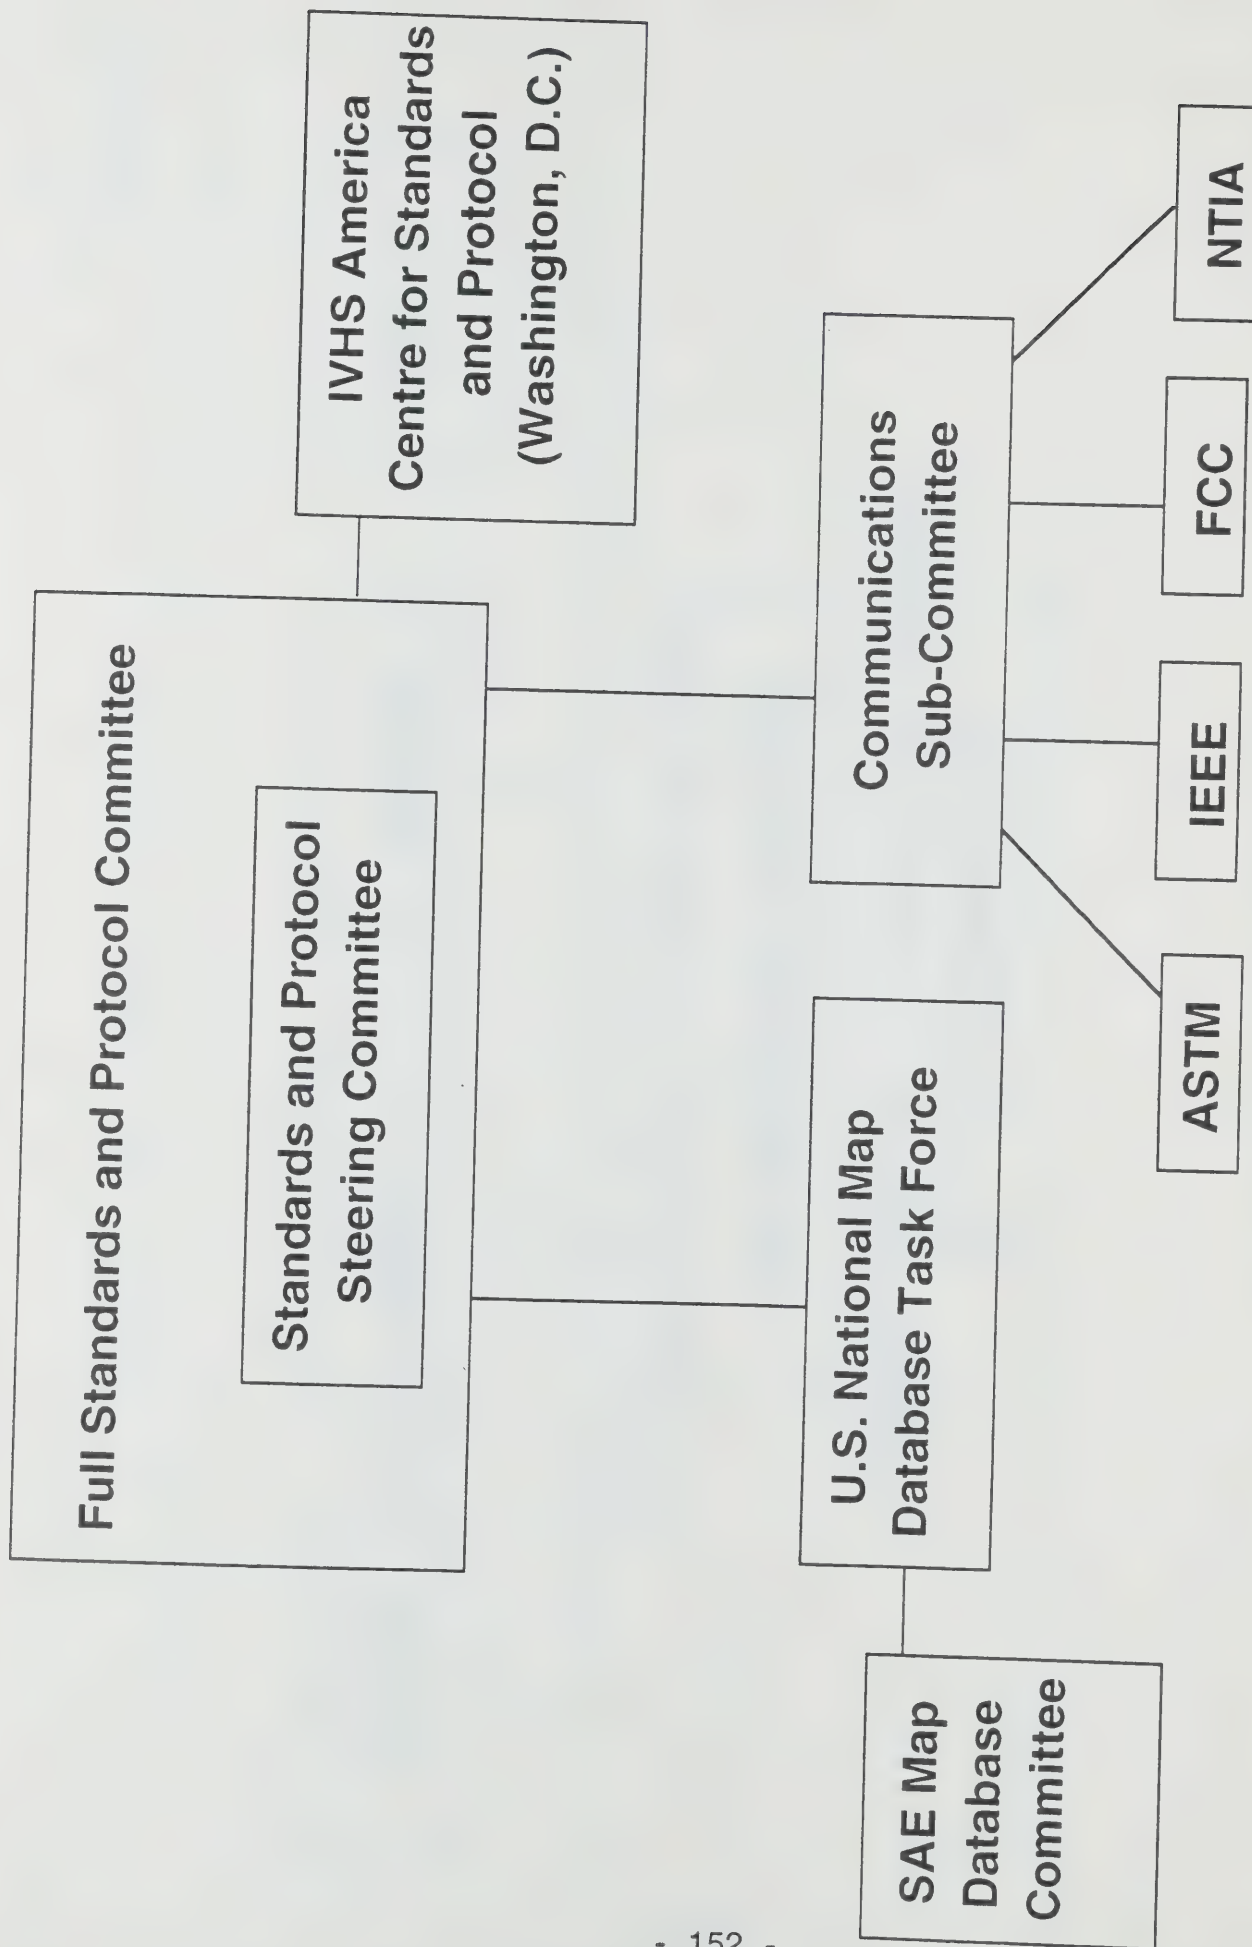 Full Standards and Protocol Committee
Standards and Protocol
Steering Committee
IVHS America
Centre for Standards
and Protocol
(Washington, D.C.)
SAE Map
Database
Committee
U.S. National Map
Database Task Force
Communications
Sub-Committee
ASTM
IEEE
FCC
NTIA
- 152 -